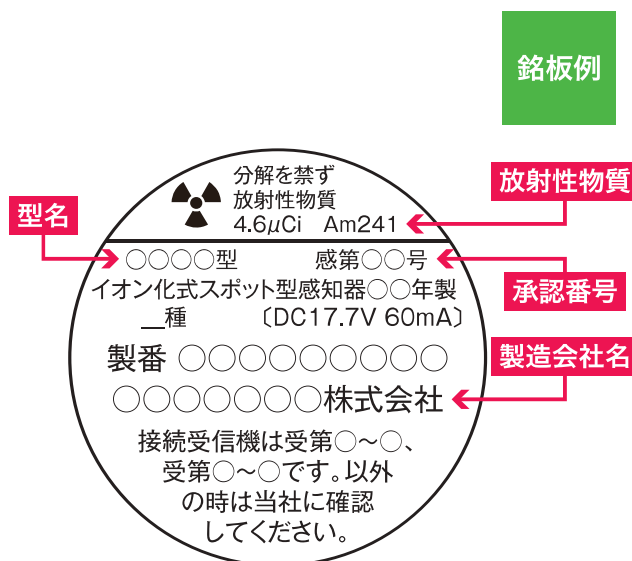 銘板例
分解を禁ず
放射性物質
4.6μCi Am241
放射性物質
型名
○○○○型 感第○○号
承認番号
イオン化式スポット型感知器○○年製
＿種 〔DC17.7V 60mA〕
製番 ○○○○○○○○○
製造会社名
○○○○○○○株式会社
接続受信機は受第○～○、
受第○～○です。以外
の時は当社に確認
してください。